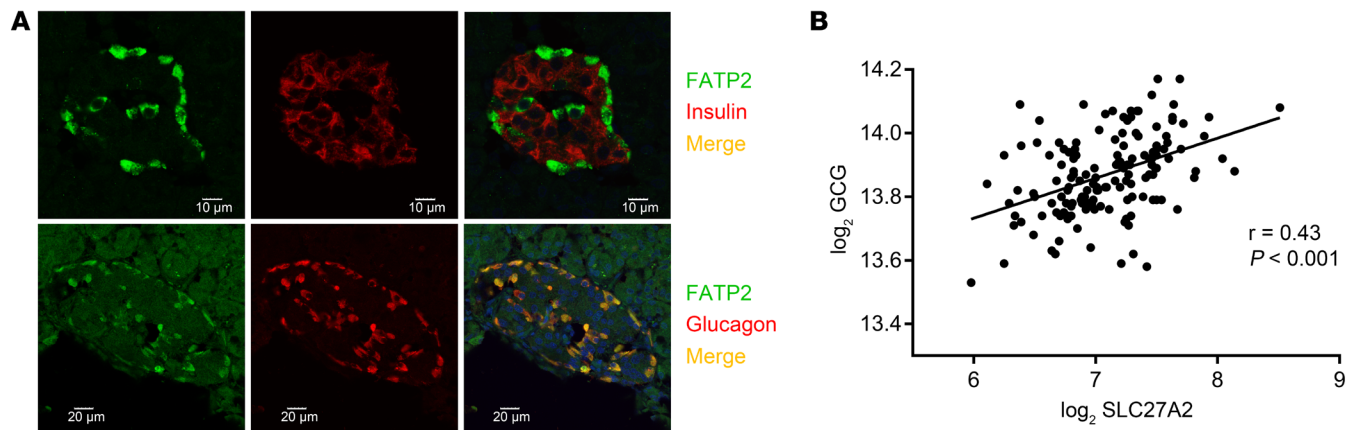 A
10 μm
10 μm
10 μm
FATP2
Insulin
Merge
20 μm
20 μm
20 μm
FATP2
Glucagon
Merge
B
log₂ GCG
14.2
14.0
13.8
13.6
13.4
r = 0.43
P < 0.001
6 7 8 9
log₂ SLC27A2